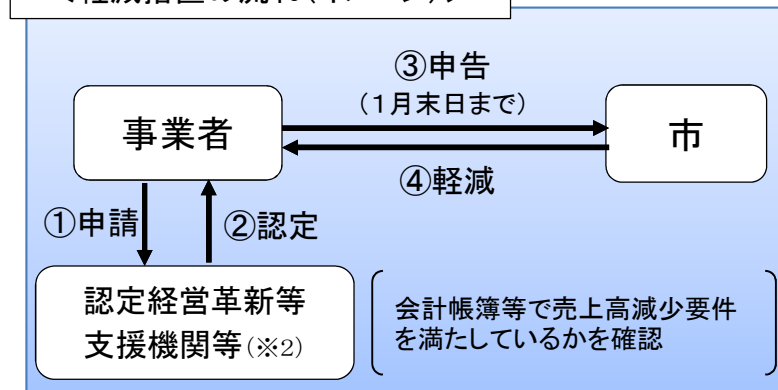 ③申告
(1月末日まで)
事業者
市
④軽減
①申請
②認定
認定経営革新等
支援機関等(※2)
会計帳簿等で売上高減少要件
を満たしているかを確認